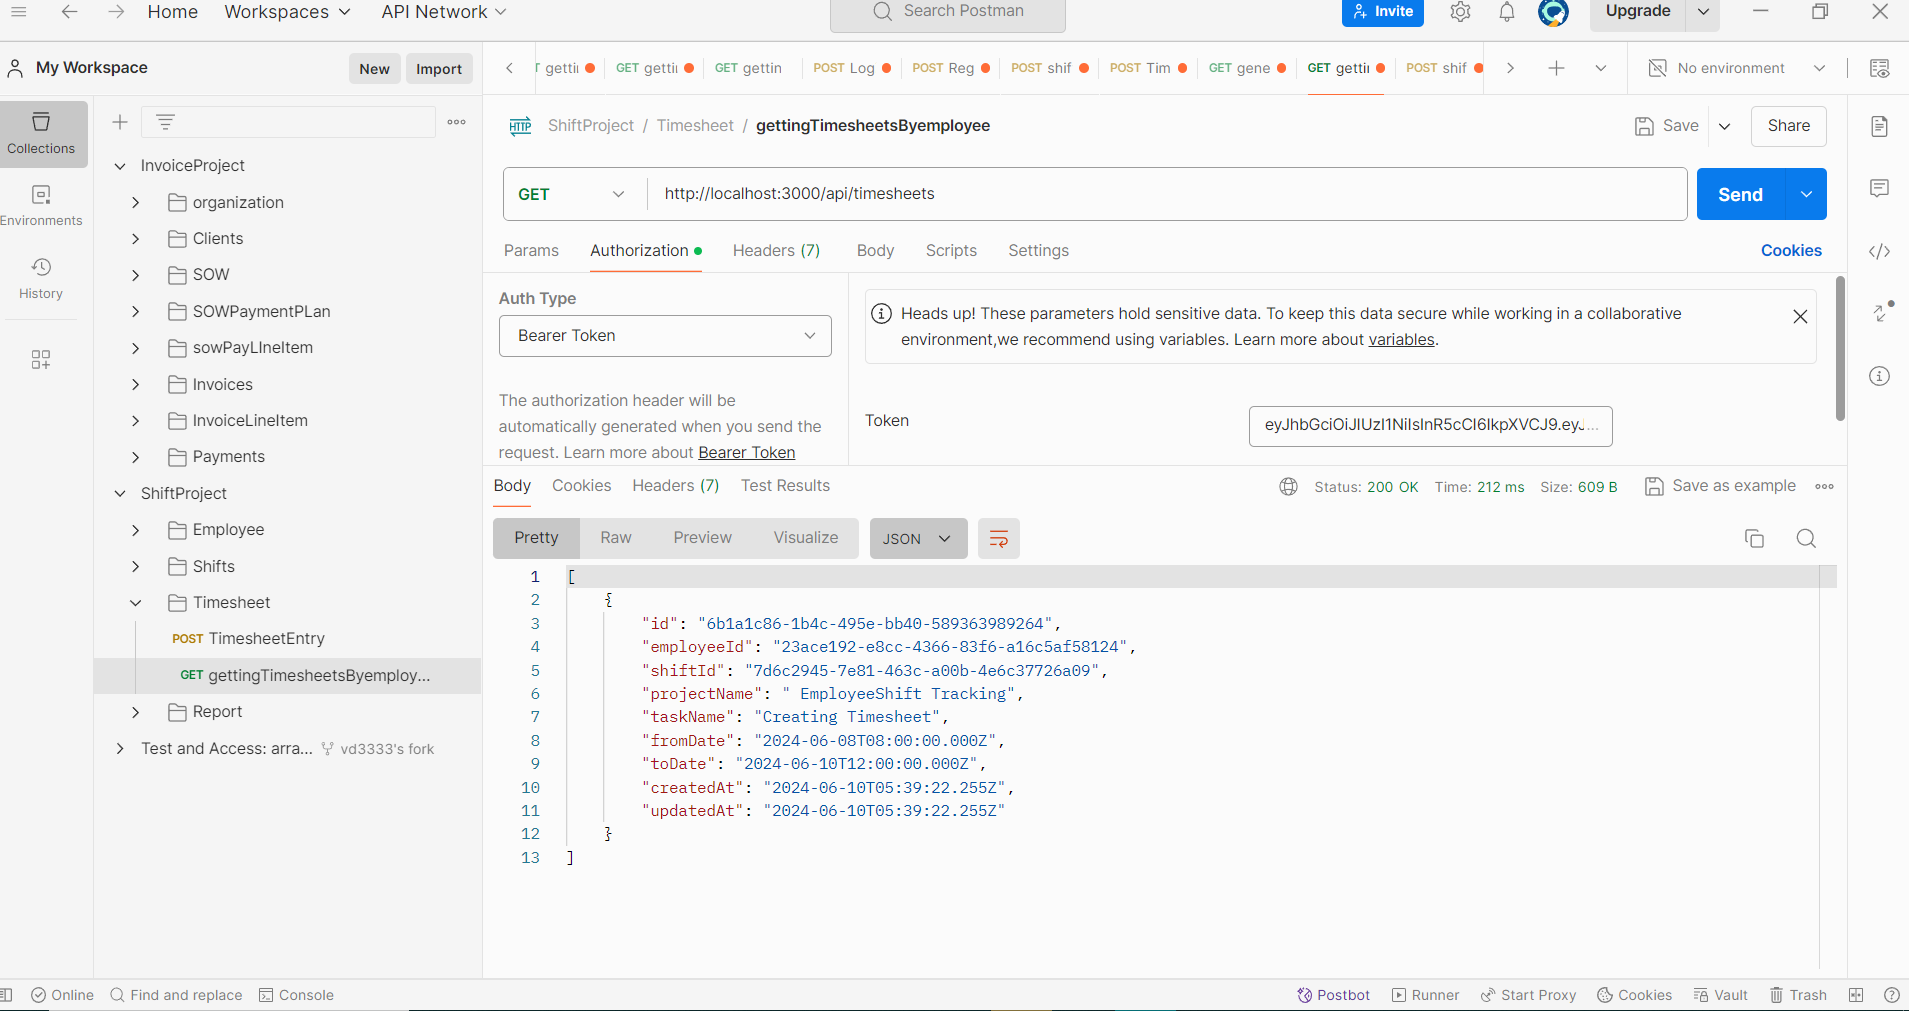 Home Workspaces API Network Search Postman Invite Upgrade
My Workspace New Import
T getti GET getti GET gettin POST Log POST Reg POST shif POST Tim GET gene GET getti POST shif No environment
Collections
Environments
History
InvoiceProject
organization
Clients
SOW
SOWPaymentPLan
sowPayLIneItem
Invoices
InvoiceLineItem
Payments
ShiftProject
Employee
Shifts
Timesheet
POST TimesheetEntry
GET gettingTimesheetsByemploy...
Report
Test and Access: arra... vd3333's fork
HTTP ShiftProject / Timesheet / gettingTimesheetsByemployee Save Share
GET http://localhost:3000/api/timesheets Send
Params Authorization Headers (7) Body Scripts Settings Cookies
Auth Type
Bearer Token
The authorization header will be
automatically generated when you send the
request. Learn more about Bearer Token
Heads up! These parameters hold sensitive data. To keep this data secure while working in a collaborative
environment,we recommend using variables. Learn more about variables.
Token eyJhbGciOiJIUzI1NiIsInR5cCI6IkpXVCJ9.eyJ...
Body Cookies Headers (7) Test Results Status: 200 OK Time: 212 ms Size: 609 B Save as example
Pretty Raw Preview Visualize JSON
1 [
2 {
3 "id": "6b1a1c86-1b4c-495e-bb40-589363989264",
4 "employeeId": "23ace192-e8cc-4366-83f6-a16c5af58124",
5 "shiftId": "7d6c2945-7e81-463c-a00b-4e6c37726a09",
6 "projectName": " EmployeeShift Tracking",
7 "taskName": "Creating Timesheet",
8 "fromDate": "2024-06-08T08:00:00.000Z",
9 "toDate": "2024-06-10T12:00:00.000Z",
10 "createdAt": "2024-06-10T05:39:22.255Z",
11 "updatedAt": "2024-06-10T05:39:22.255Z"
12 }
13 ]
Online Find and replace Console Postbot Runner Start Proxy Cookies Vault Trash